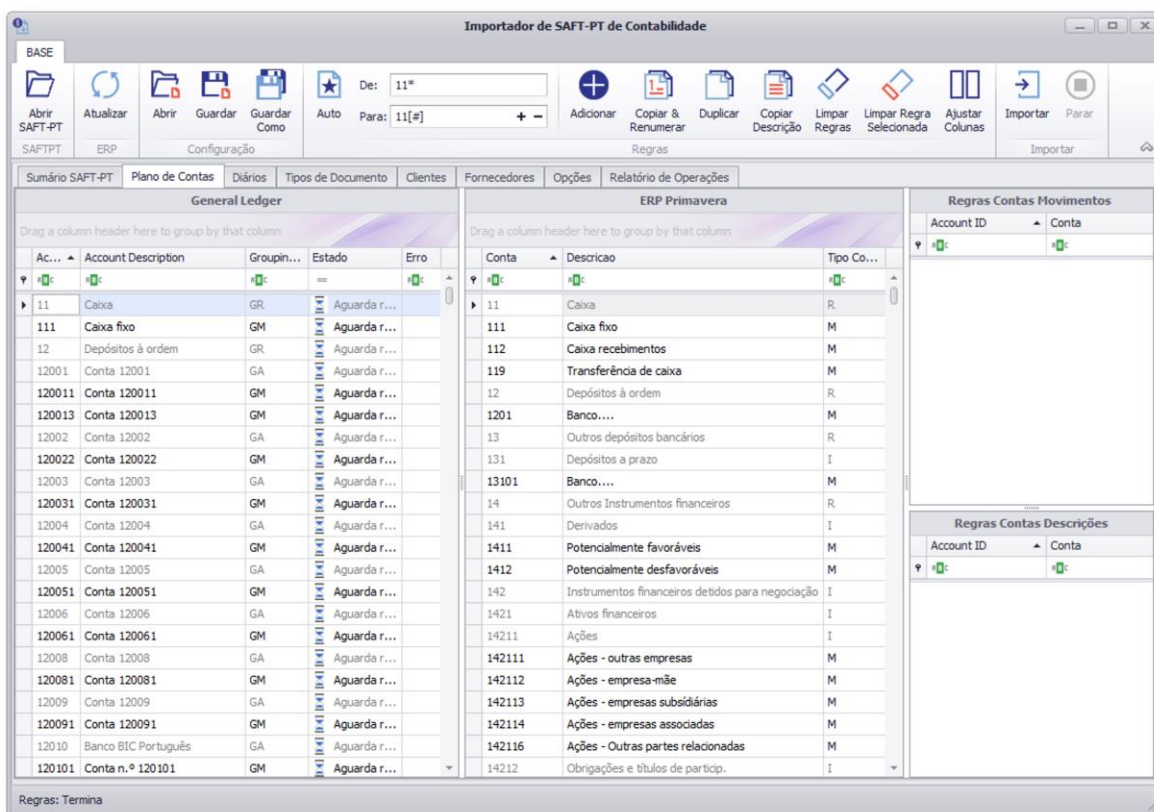 Importador de SAFT-PT de Contabilidade
BASE
Abrir SAFT-PT
Atualizar
Abrir
Guardar
Guardar Como
Auto
De: 11*
Para: 11[#] + −
Adicionar
Copiar & Renumerar
Duplicar
Copiar Descrição
Limpar Regras
Limpar Regra Selecionada
Ajustar Colunas
Importar
Parar
SAFTPT ERP Configuração Regras Importar
Sumário SAFT-PT Plano de Contas Diários Tipos de Documento Clientes Fornecedores Opções Relatório de Operações
General Ledger
Drag a column header here to group by that column
Ac... Account Description Groupin... Estado Erro
=
11 Caixa GR Aguarda r...
111 Caixa fixo GM Aguarda r...
12 Depósitos à ordem GR Aguarda r...
12001 Conta 12001 GA Aguarda r...
120011 Conta 120011 GM Aguarda r...
120013 Conta 120013 GM Aguarda r...
12002 Conta 12002 GA Aguarda r...
120022 Conta 120022 GM Aguarda r...
12003 Conta 12003 GA Aguarda r...
120031 Conta 120031 GM Aguarda r...
12004 Conta 12004 GA Aguarda r...
120041 Conta 120041 GM Aguarda r...
12005 Conta 12005 GA Aguarda r...
120051 Conta 120051 GM Aguarda r...
12006 Conta 12006 GA Aguarda r...
120061 Conta 120061 GM Aguarda r...
12008 Conta 12008 GA Aguarda r...
120081 Conta 120081 GM Aguarda r...
12009 Conta 12009 GA Aguarda r...
120091 Conta 120091 GM Aguarda r...
12010 Banco BIC Português GA Aguarda r...
120101 Conta n.º 120101 GM Aguarda r...
ERP Primavera
Drag a column header here to group by that column
Conta Descricao Tipo Co...
11 Caixa R
111 Caixa fixo M
112 Caixa recebimentos M
119 Transferência de caixa M
12 Depósitos à ordem R
1201 Banco.... M
13 Outros depósitos bancários R
131 Depósitos a prazo I
13101 Banco.... M
14 Outros Instrumentos financeiros R
141 Derivados I
1411 Potencialmente favoráveis M
1412 Potencialmente desfavoráveis M
142 Instrumentos financeiros detidos para negociação I
1421 Ativos financeiros I
14211 Ações I
142111 Ações - outras empresas M
142112 Ações - empresa-mãe M
142113 Ações - empresas subsídiárias M
142114 Ações - empresas associadas M
142116 Ações - Outras partes relacionadas M
14212 Obrigações e títulos de particip. I
Regras Contas Movimentos
Account ID Conta
Regras Contas Descrições
Account ID Conta
Regras: Termina